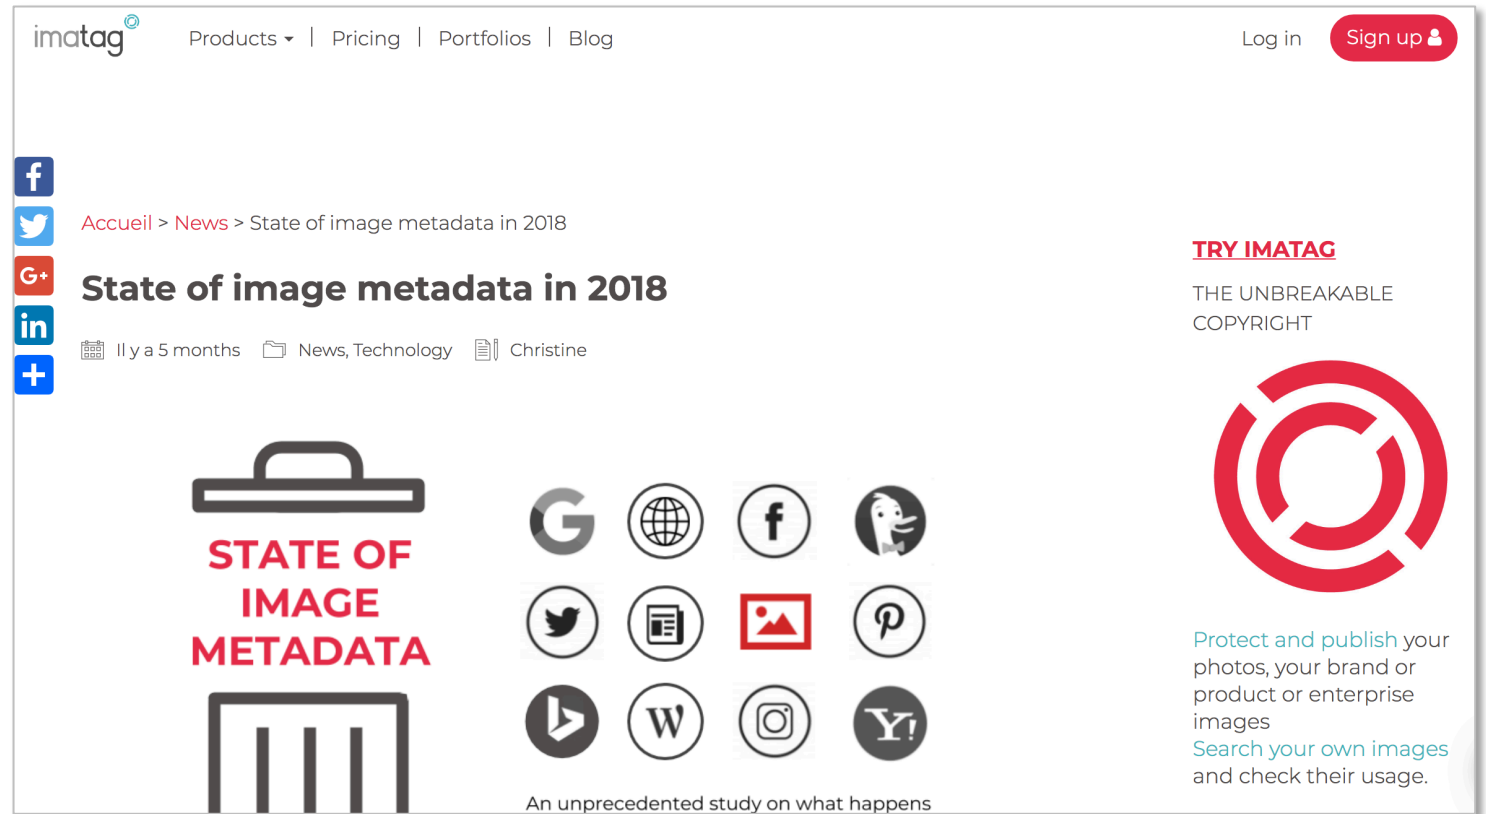 imatag
Products | Pricing | Portfolios | Blog
Log in
Sign up
Accueil > News > State of image metadata in 2018
State of image metadata in 2018
Il y a 5 months
News, Technology
Christine
STATE OF
IMAGE
METADATA
An unprecedented study on what happens
TRY IMATAG
THE UNBREAKABLE
COPYRIGHT
Protect and publish your
photos, your brand or
product or enterprise
images
Search your own images
and check their usage.